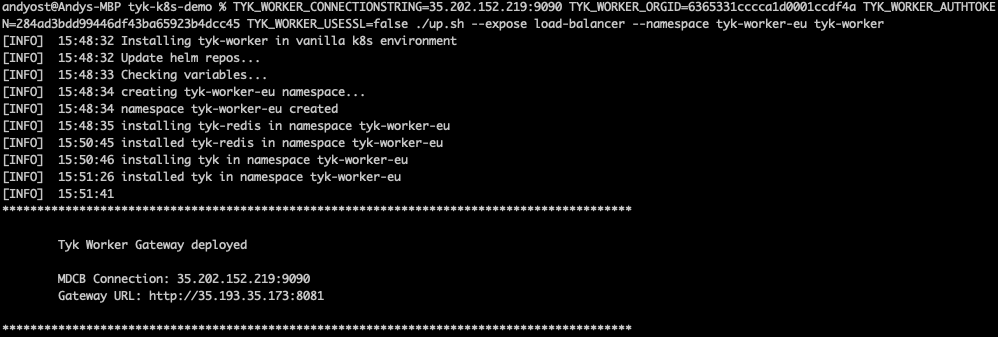 andyost@Andys-MBP tyk-k8s-demo % TYK_WORKER_CONNECTIONSTRING=35.202.152.219:9090 TYK_WORKER_ORGID=6365331cccca1d0001ccdf4a TYK_WORKER_AUTHTOKE
N=284ad3bdd99446df43ba65923b4dcc45 TYK_WORKER_USESSL=false ./up.sh --expose load-balancer --namespace tyk-worker-eu tyk-worker
[INFO] 15:48:32 Installing tyk-worker in vanilla k8s environment
[INFO] 15:48:32 Update helm repos...
[INFO] 15:48:33 Checking variables...
[INFO] 15:48:34 creating tyk-worker-eu namespace...
[INFO] 15:48:34 namespace tyk-worker-eu created
[INFO] 15:48:35 installing tyk-redis in namespace tyk-worker-eu
[INFO] 15:50:45 installed tyk-redis in namespace tyk-worker-eu
[INFO] 15:50:46 installing tyk in namespace tyk-worker-eu
[INFO] 15:51:26 installed tyk in namespace tyk-worker-eu
[INFO] 15:51:41
*********************************************************************************
Tyk Worker Gateway deployed
MDCB Connection: 35.202.152.219:9090
Gateway URL: http://35.193.35.173:8081
*********************************************************************************